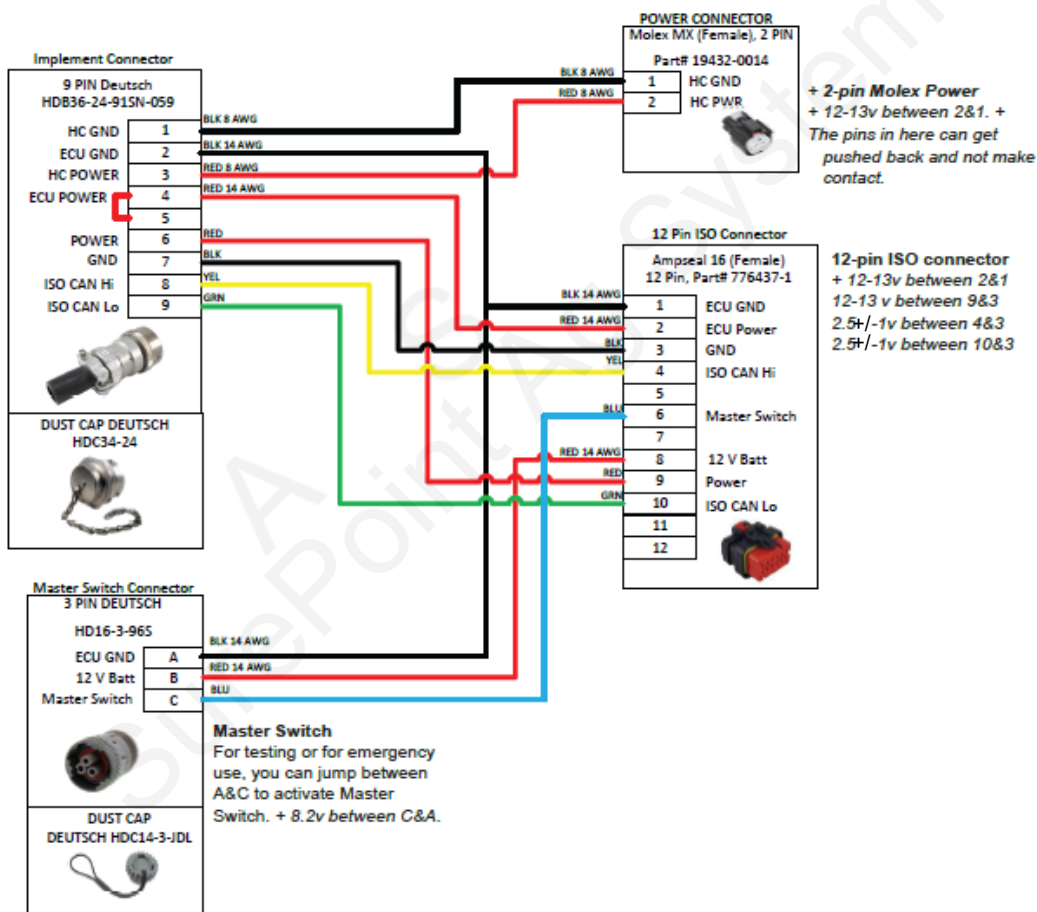 POWER CONNECTOR
Molex MX (Female), 2 PIN
Part# 19432-0014
BLK 8 AWG
1 HC GND
RED 8 AWG
2 HC PWR
+ 2-pin Molex Power
+ 12-13v between 2&1. +
The pins in here can get
pushed back and not make
contact.
Implement Connector
9 PIN Deutsch
HDB36-24-91SN-059
HC GND 1 BLK 8 AWG
ECU GND 2 BLK 14 AWG
HC POWER 3 RED 8 AWG
ECU POWER 4 RED 14 AWG
5
POWER 6 RED
GND 7 BLK
ISO CAN Hi 8 YEL
ISO CAN Lo 9 GRN
DUST CAP DEUTSCH
HDC34-24
12 Pin ISO Connector
Ampseal 16 (Female)
12 Pin, Part# 776437-1
BLK 14 AWG 1 ECU GND
RED 14 AWG 2 ECU Power
BLK 3 GND
YEL 4 ISO CAN Hi
5
BLU 6 Master Switch
7
RED 14 AWG 8 12 V Batt
RED 9 Power
GRN 10 ISO CAN Lo
11
12
12-pin ISO connector
+ 12-13v between 2&1
12-13 v between 9&3
2.5+/-1v between 4&3
2.5+/-1v between 10&3
Master Switch Connector
3 PIN DEUTSCH
HD16-3-96S
ECU GND A BLK 14 AWG
12 V Batt B RED 14 AWG
Master Switch C BLU
Master Switch
For testing or for emergency
use, you can jump between
A&C to activate Master
Switch. + 8.2v between C&A.
DUST CAP
DEUTSCH HDC14-3-JDL
SurePoint Ag System